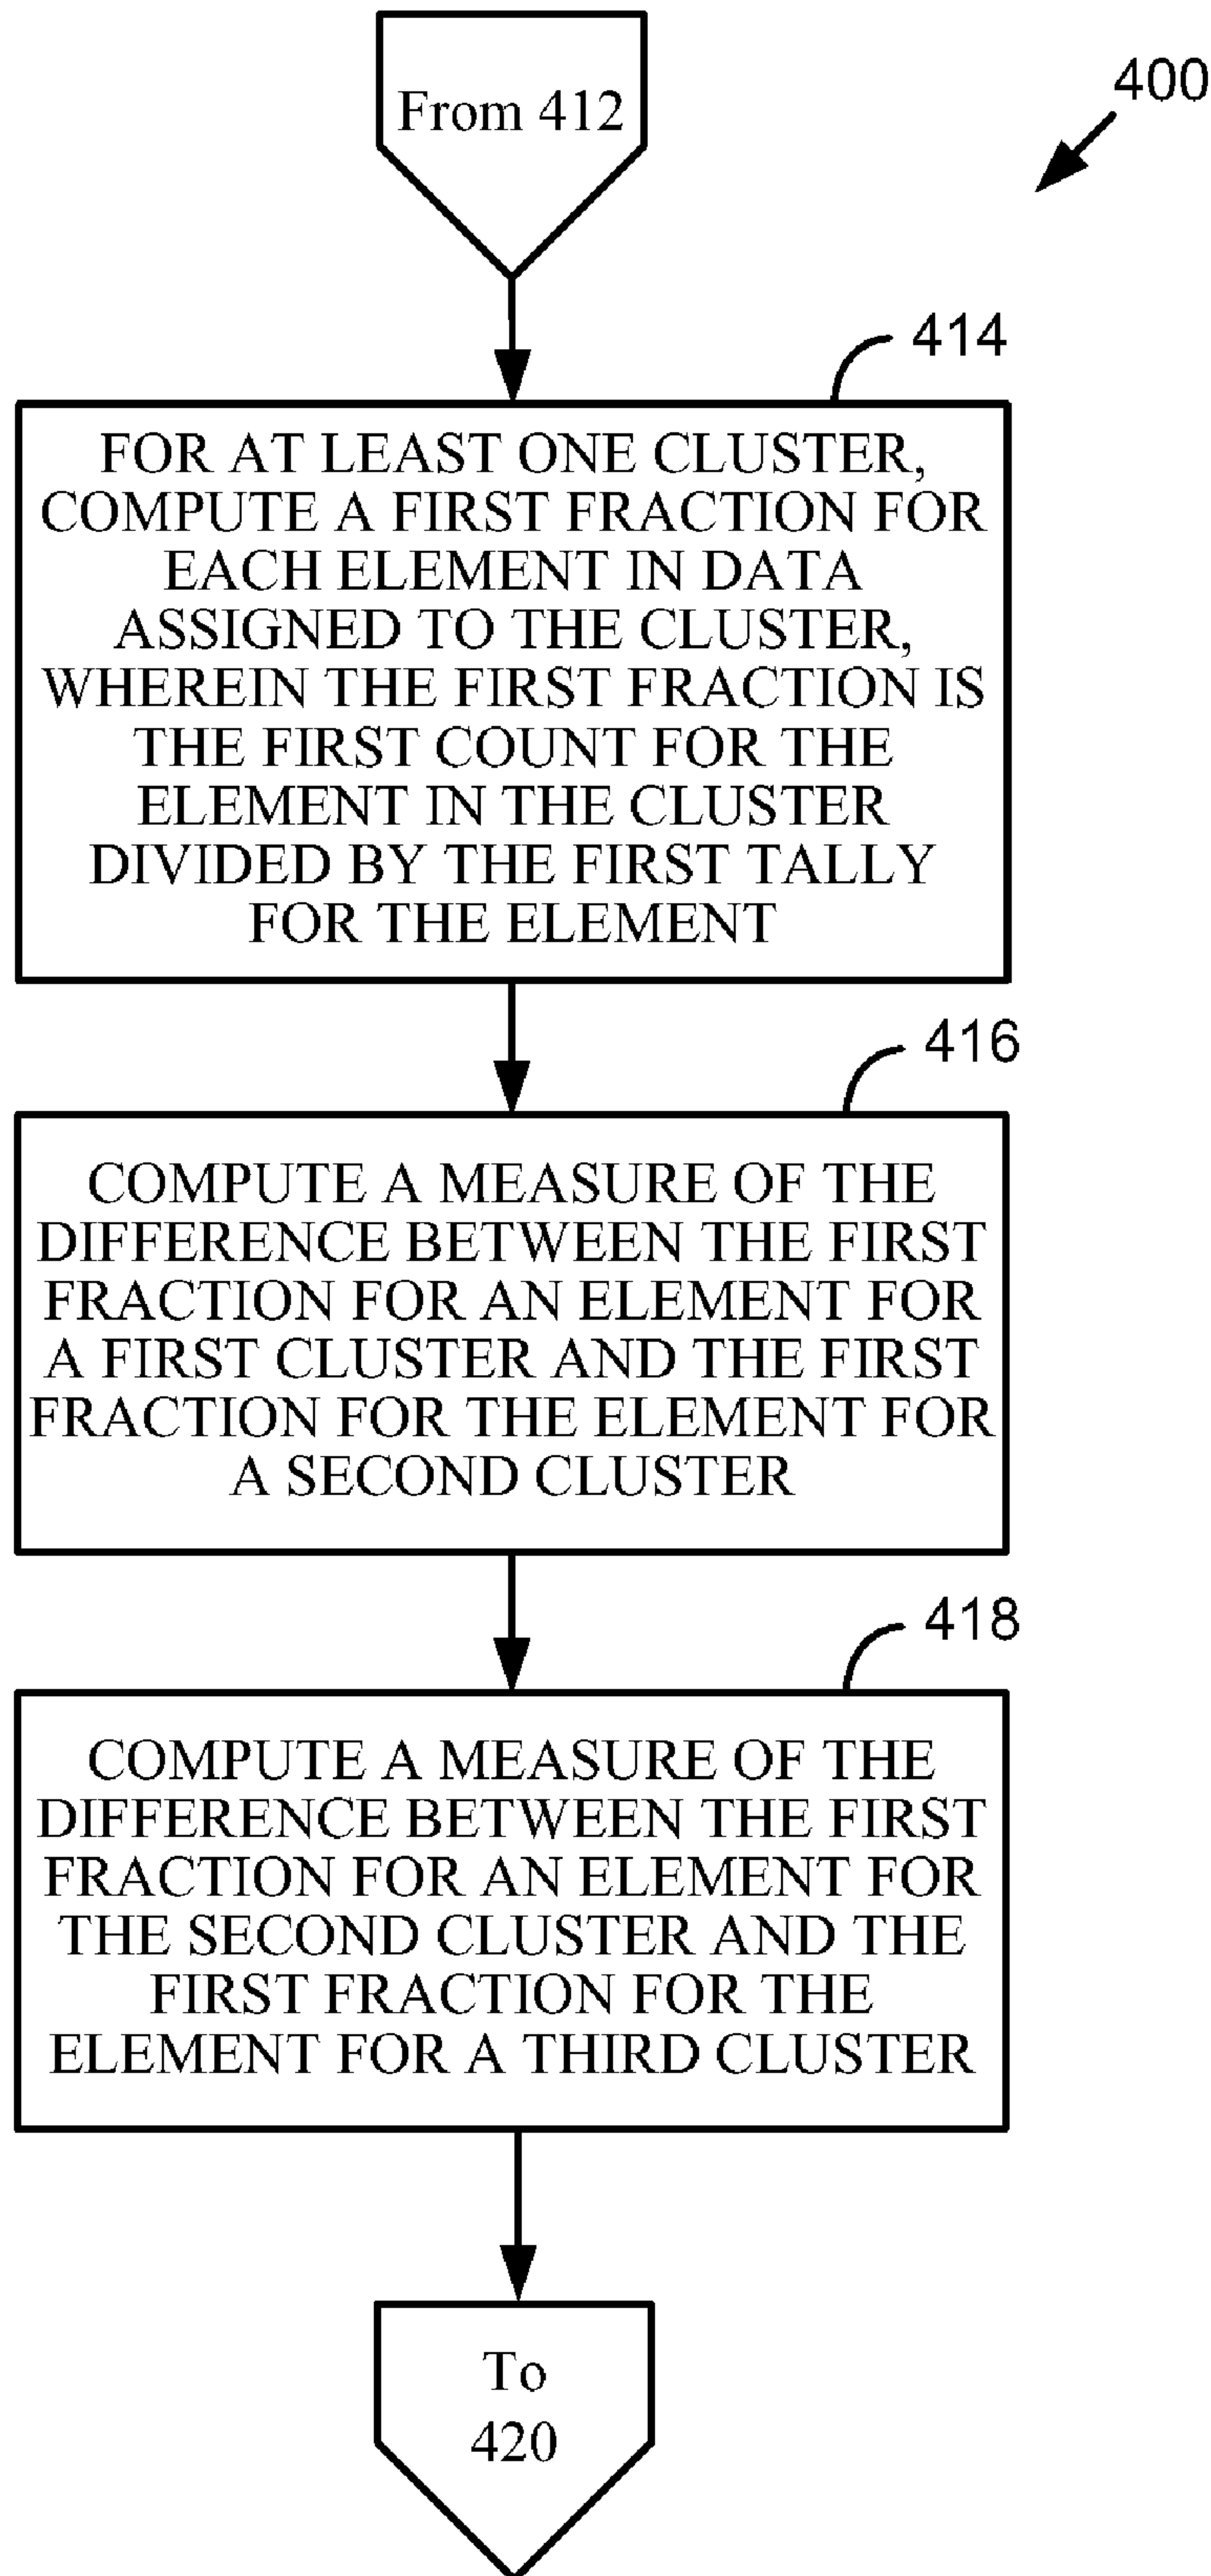 From 412
400
414
FOR AT LEAST ONE CLUSTER,
COMPUTE A FIRST FRACTION FOR
EACH ELEMENT IN DATA
ASSIGNED TO THE CLUSTER,
WHEREIN THE FIRST FRACTION IS
THE FIRST COUNT FOR THE
ELEMENT IN THE CLUSTER
DIVIDED BY THE FIRST TALLY
FOR THE ELEMENT
416
COMPUTE A MEASURE OF THE
DIFFERENCE BETWEEN THE FIRST
FRACTION FOR AN ELEMENT FOR
A FIRST CLUSTER AND THE FIRST
FRACTION FOR THE ELEMENT FOR
A SECOND CLUSTER
418
COMPUTE A MEASURE OF THE
DIFFERENCE BETWEEN THE FIRST
FRACTION FOR AN ELEMENT FOR
THE SECOND CLUSTER AND THE
FIRST FRACTION FOR THE
ELEMENT FOR A THIRD CLUSTER
To
420